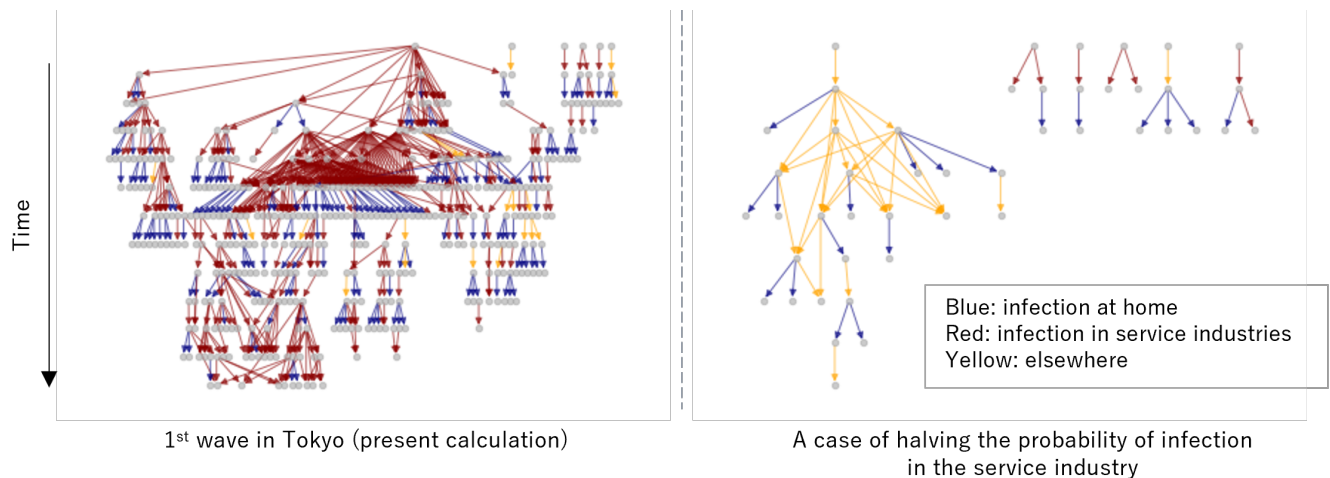 Time
Blue: infection at home
Red: infection in service industries
Yellow: elsewhere
1st wave in Tokyo (present calculation)
A case of halving the probability of infection
in the service industry